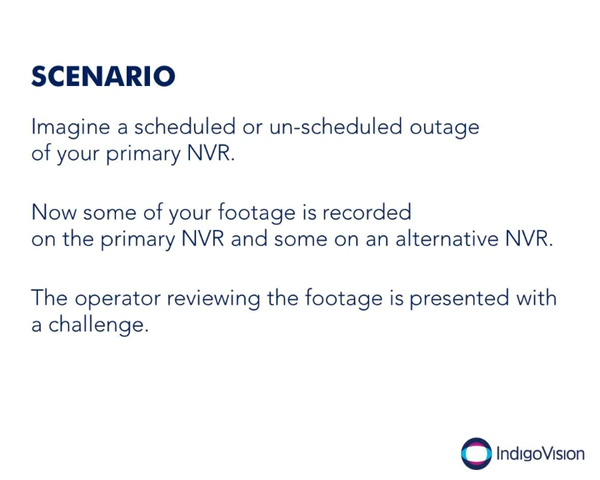 SCENARIO
Imagine a scheduled or un-scheduled outage
of your primary NVR.
Now some of your footage is recorded
on the primary NVR and some on an alternative NVR.
The operator reviewing the footage is presented with
a challenge.
IndigoVision